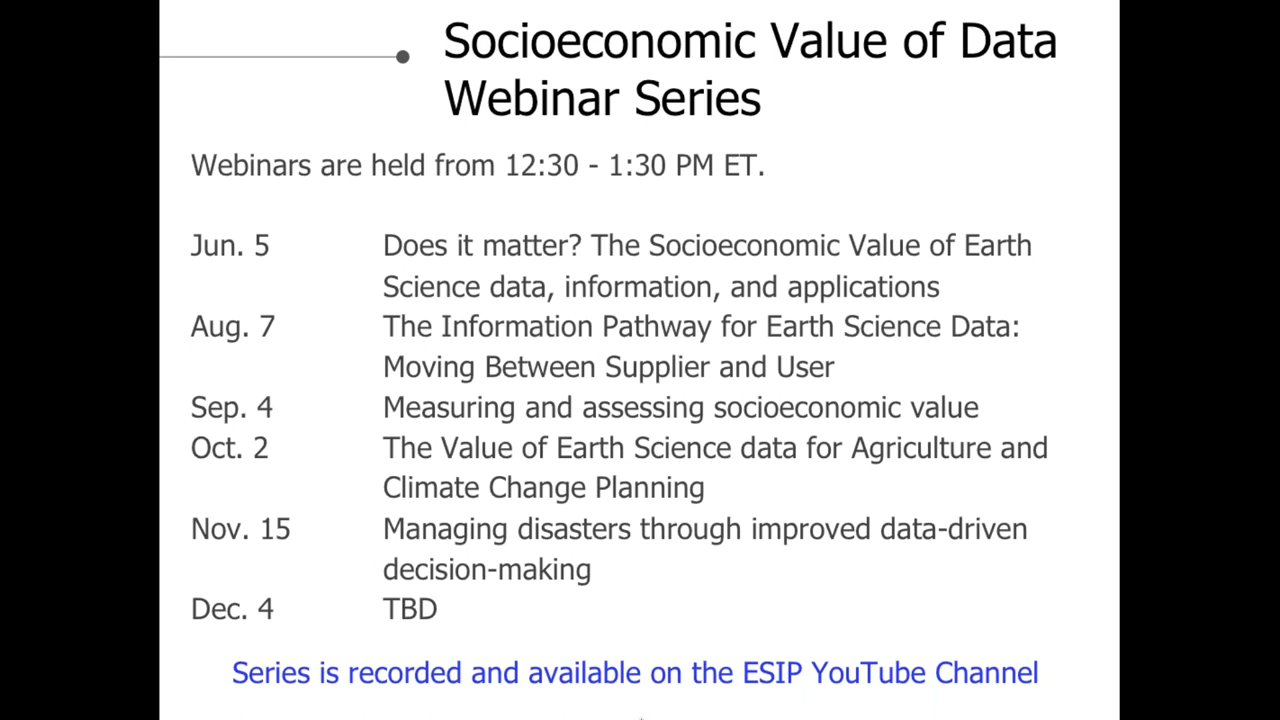 Socioeconomic Value of Data
Webinar Series
Webinars are held from 12:30 - 1:30 PM ET.
Jun. 5 Does it matter? The Socioeconomic Value of Earth
Science data, information, and applications
Aug. 7 The Information Pathway for Earth Science Data:
Moving Between Supplier and User
Sep. 4 Measuring and assessing socioeconomic value
Oct. 2 The Value of Earth Science data for Agriculture and
Climate Change Planning
Nov. 15 Managing disasters through improved data-driven
decision-making
Dec. 4 TBD
Series is recorded and available on the ESIP YouTube Channel